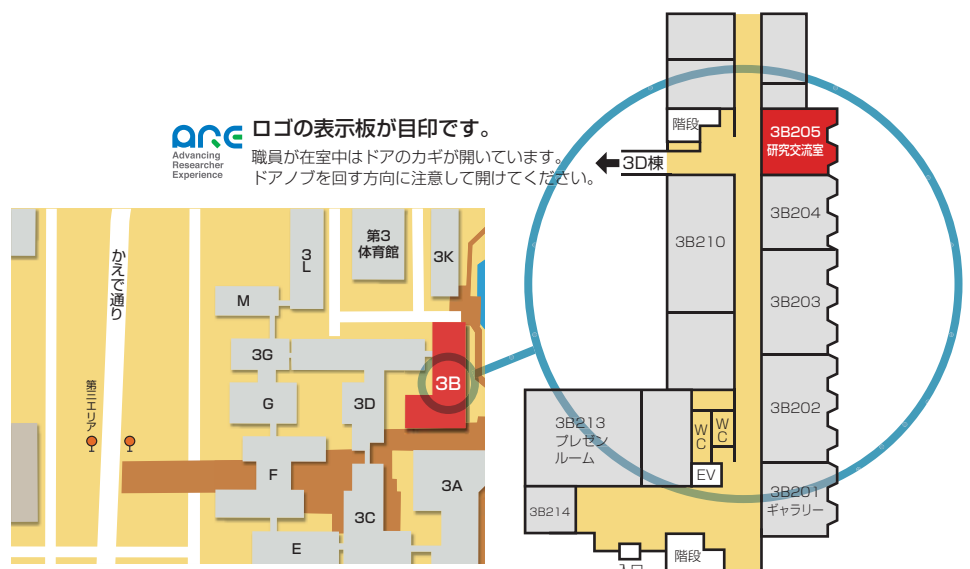 ARE
Advancing
Researcher
Experience
ロゴの表示板が目印です。
職員が在室中はドアのカギが開いています。
ドアノブを回す方向に注意して開けてください。
かえで通り
第三エリア
3L
第3
体育館
3K
M
3G
G
3D
3B
F
3A
3C
E
階段
3D棟
3B205
研究交流室
3B204
3B210
3B203
3B202
3B213
プレゼン
ルーム
WC
WC
EV
3B201
ギャラリー
3B214
入口
階段